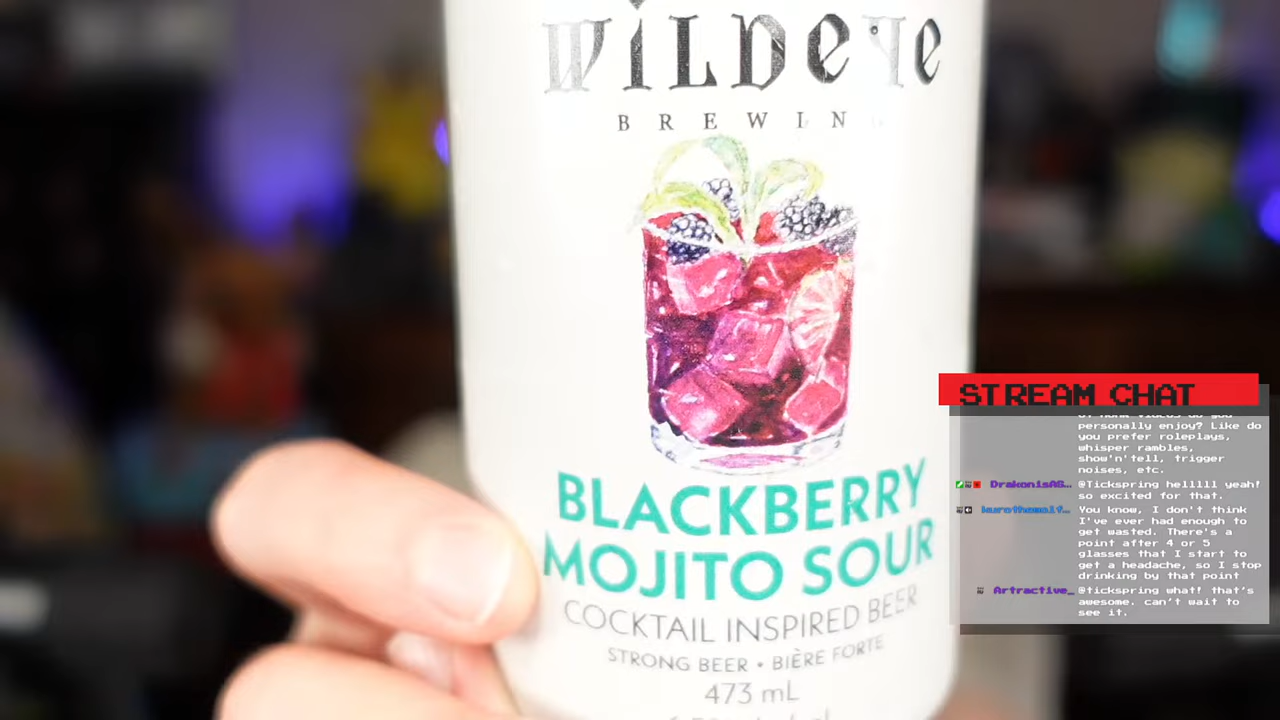 WILDEYE
BREWING
BLACKBERRY
MOJITO SOUR
COCKTAIL INSPIRED BEER
STRONG BEER • BIÈRE FORTE
473 mL
STREAM CHAT
personally enjoy? Like do
you prefer roleplays,
whisper rambles,
show'n'tell, trigger
noises, etc.
DrakonisAS… @Tickspring hellllll yeah!
so excited for that.
kurothewolf… You know, I don't think
I've ever had enough to
get wasted. There's a
point after 4 or 5
glasses that I start to
get a headache, so I stop
drinking by that point
Artractive_ @tickspring what! that's
awesome. can't wait to
see it.